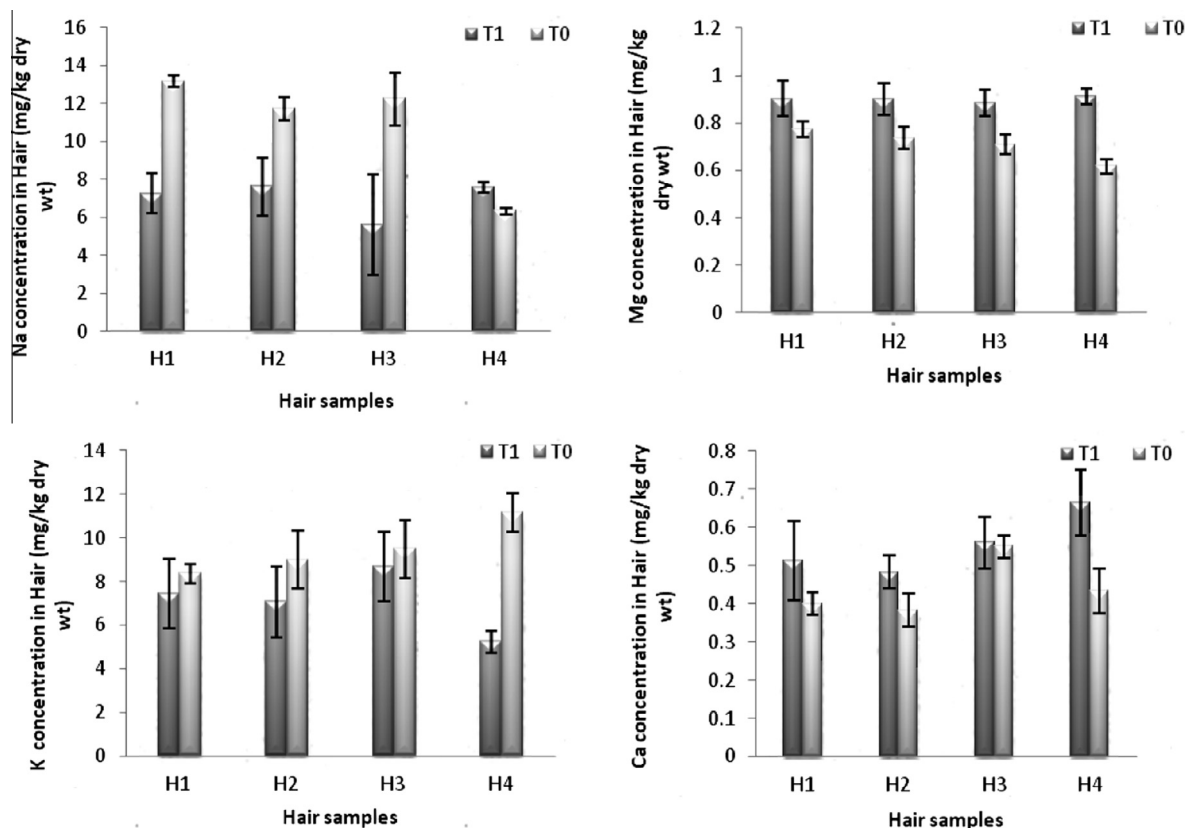 Na concentration in Hair (mg/kg dry
wt)
16
14
12
10
8
6
4
2
0
T1 T0
H1 H2 H3 H4
Hair samples
Mg concentration in Hair (mg/kg
dry wt)
1.2
1
0.8
0.6
0.4
0.2
0
T1 T0
H1 H2 H3 H4
Hair samples
K concentration in Hair (mg/kg dry
wt)
14
12
10
8
6
4
2
0
T1 T0
H1 H2 H3 H4
Hair samples
Ca concentration in Hair (mg/kg dry
wt)
0.8
0.7
0.6
0.5
0.4
0.3
0.2
0.1
0
T1 T0
H1 H2 H3 H4
Hair samples